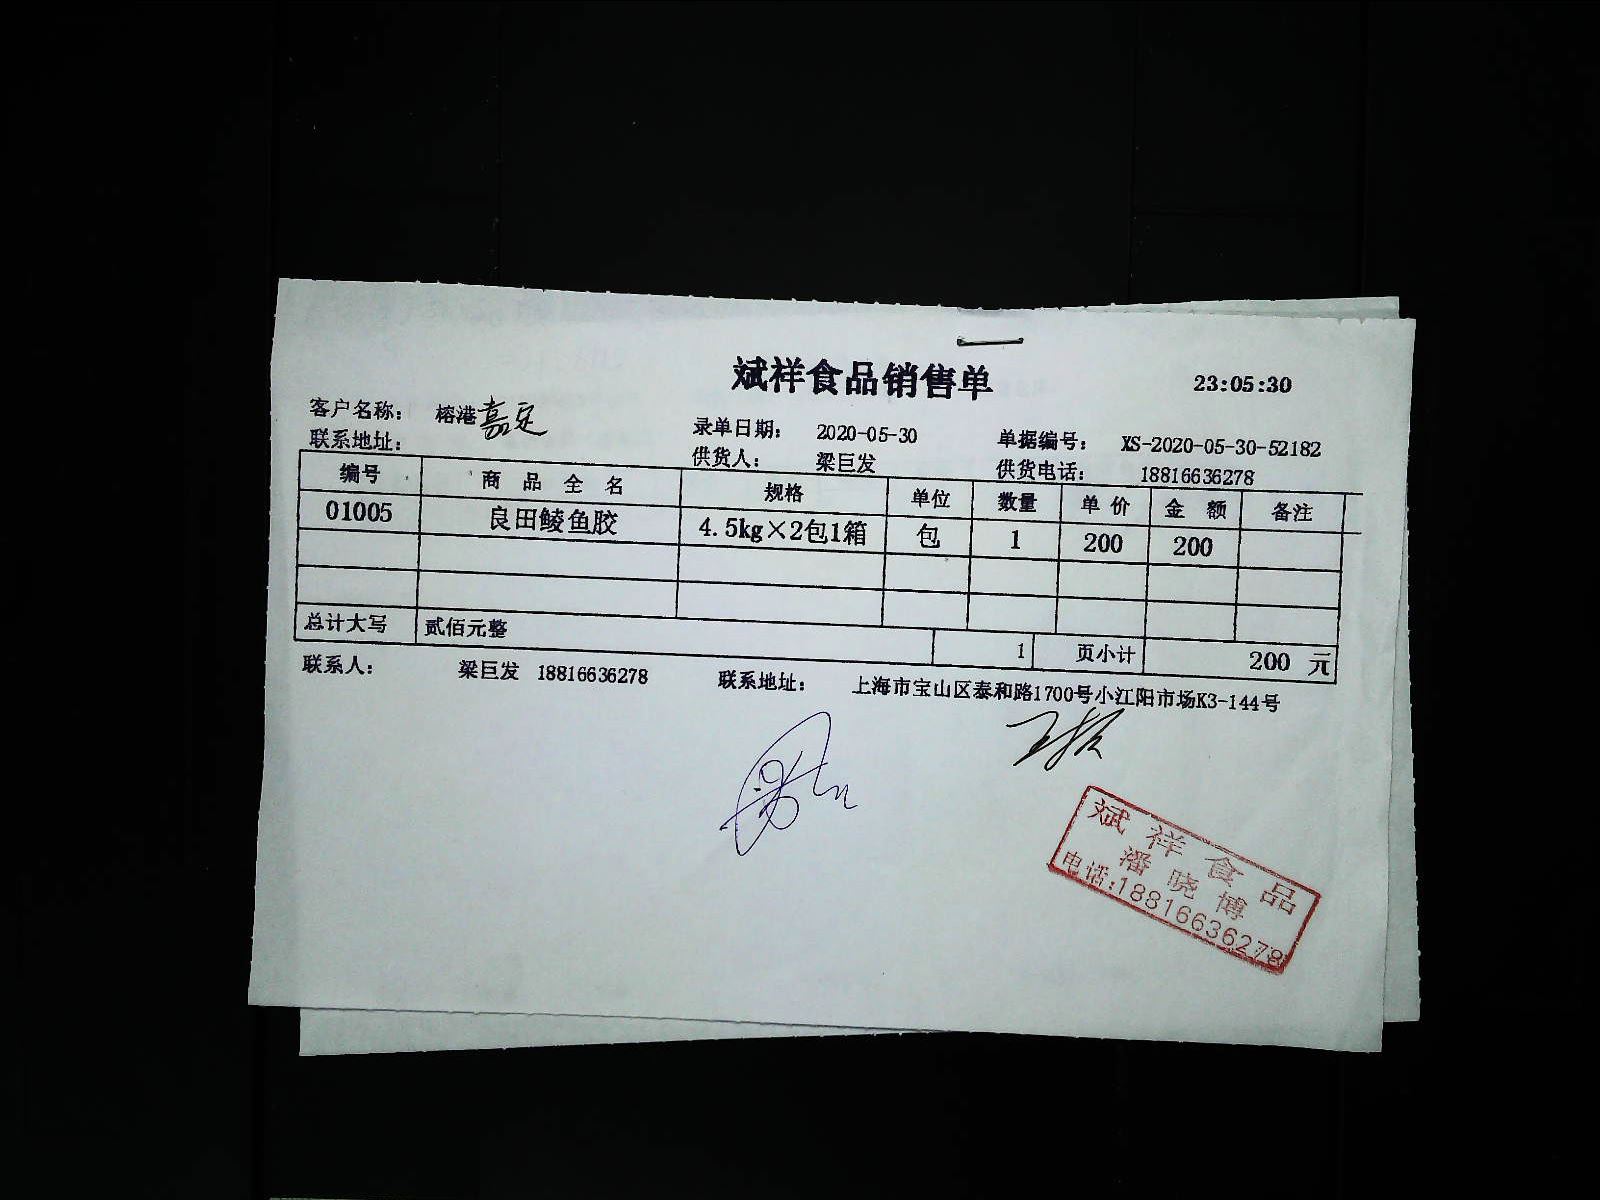 斌祥食品销售单 23:05:30
客户名称: 榕港嘉定 录单日期: 2020-05-30 单据编号: XS-2020-05-30-52182
联系地址: 供货人: 梁巨发 供货电话: 18816636278
编号 商品全名 规格 单位 数量 单价 金额 备注
01005 良田鲮鱼胶 4.5kg×2包1箱 包 1 200 200
总计大写 贰佰元整 1 页小计 200 元
联系人: 梁巨发 18816636278 联系地址: 上海市宝山区泰和路1700号小江阳市场K3-144号
斌祥食品
潘晓博
电话:18816636278